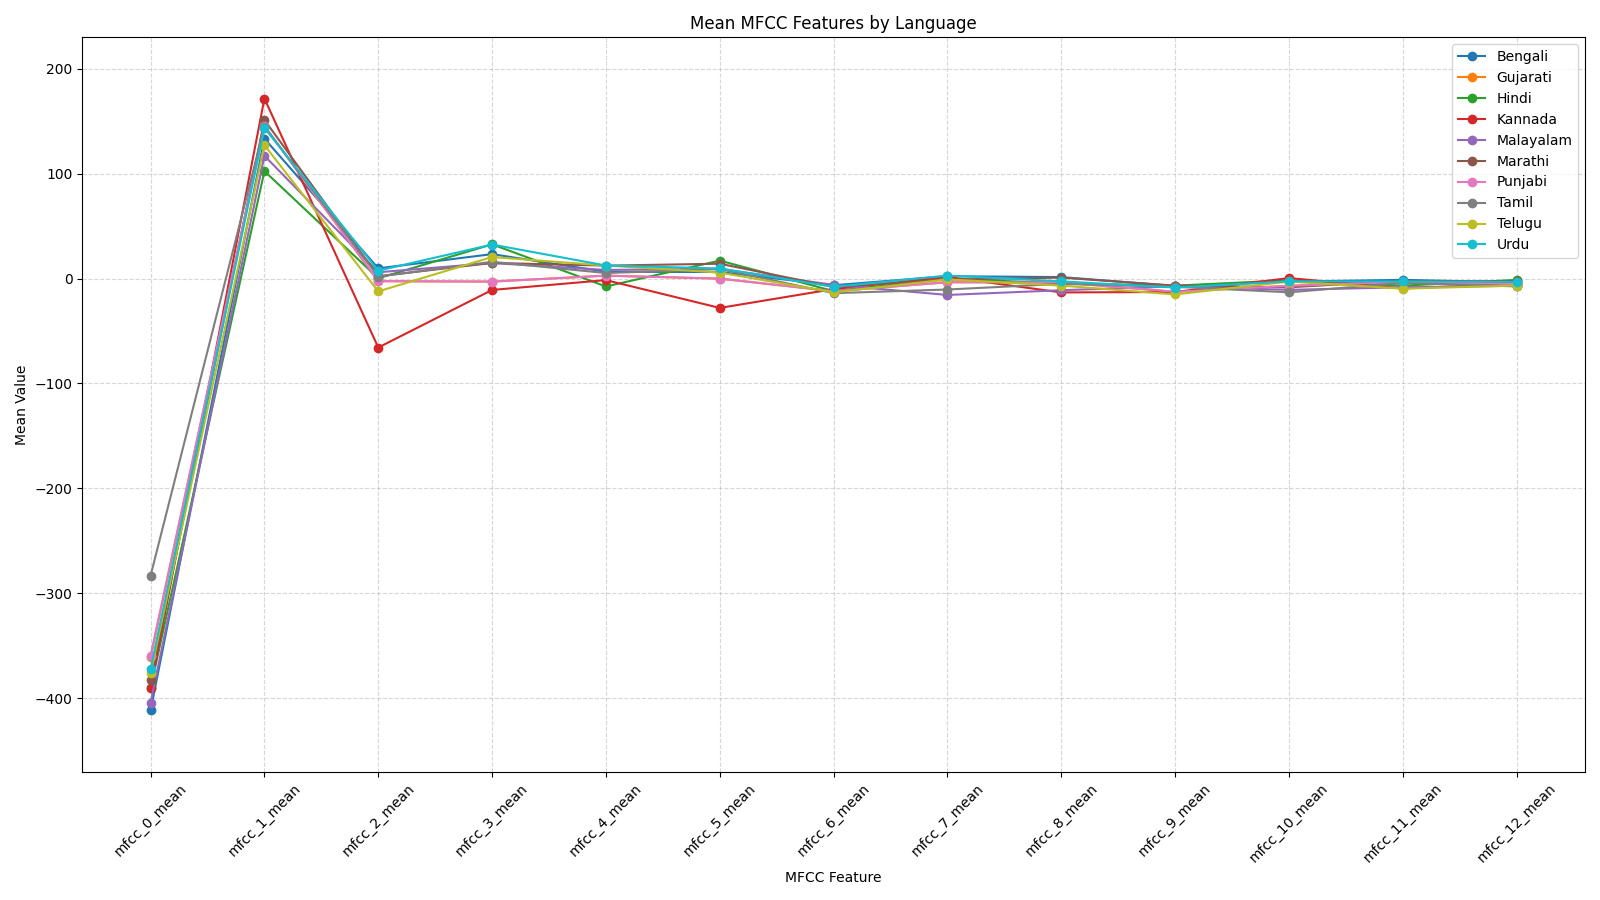 Mean MFCC Features by Language
Bengali
Gujarati
Hindi
Kannada
Malayalam
Marathi
Punjabi
Tamil
Telugu
Urdu
200
100
0
−100
−200
−300
−400
Mean Value
mfcc_0_mean
mfcc_1_mean
mfcc_2_mean
mfcc_3_mean
mfcc_4_mean
mfcc_5_mean
mfcc_6_mean
mfcc_7_mean
mfcc_8_mean
mfcc_9_mean
mfcc_10_mean
mfcc_11_mean
mfcc_12_mean
MFCC Feature